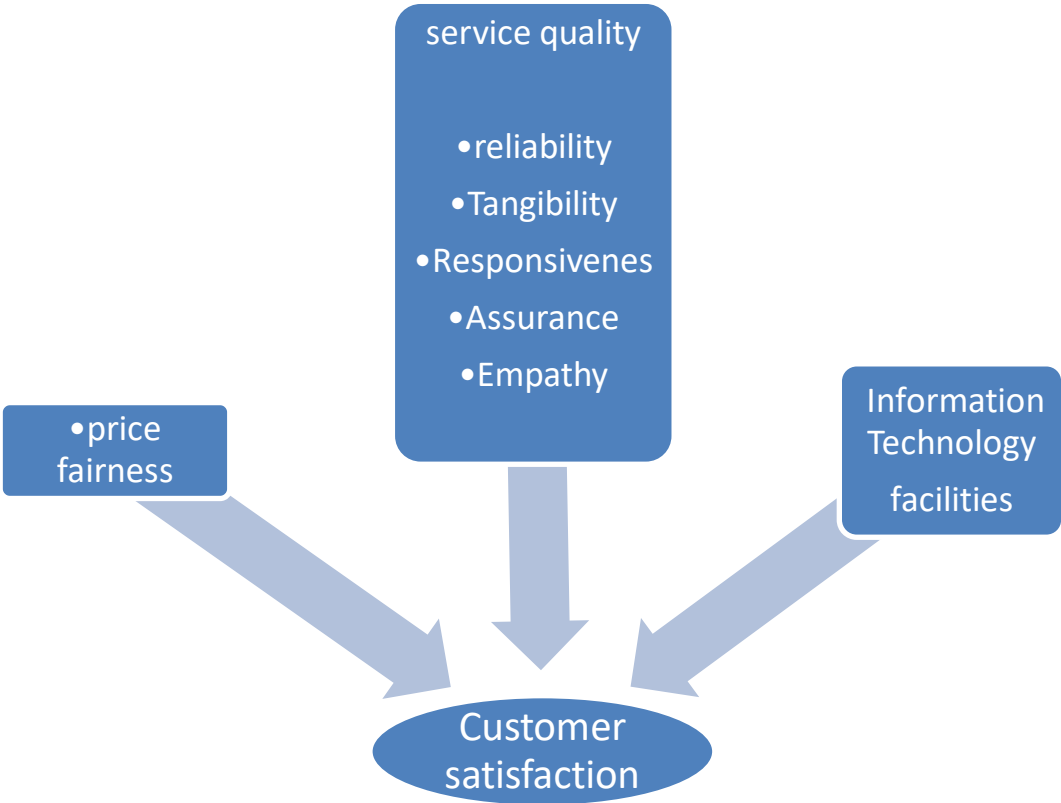 service quality
•reliability
•Tangibility
•Responsivenes
•Assurance
•Empathy
•price
fairness
Information
Technology
facilities
Customer
satisfaction